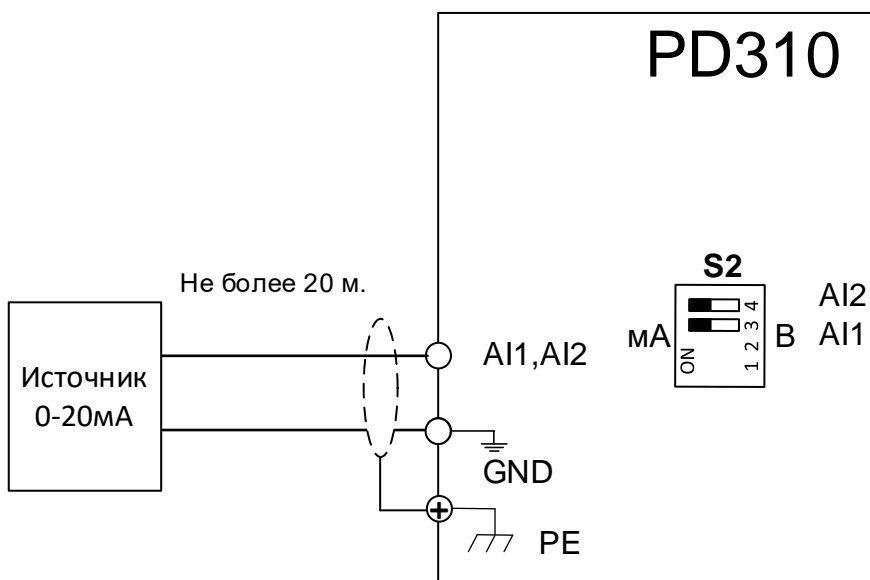 PD310
Не более 20 м.
S2
AI2
AI1
мА
В
ON
1 2 3 4
AI1,AI2
Источник
0-20мА
GND
PE